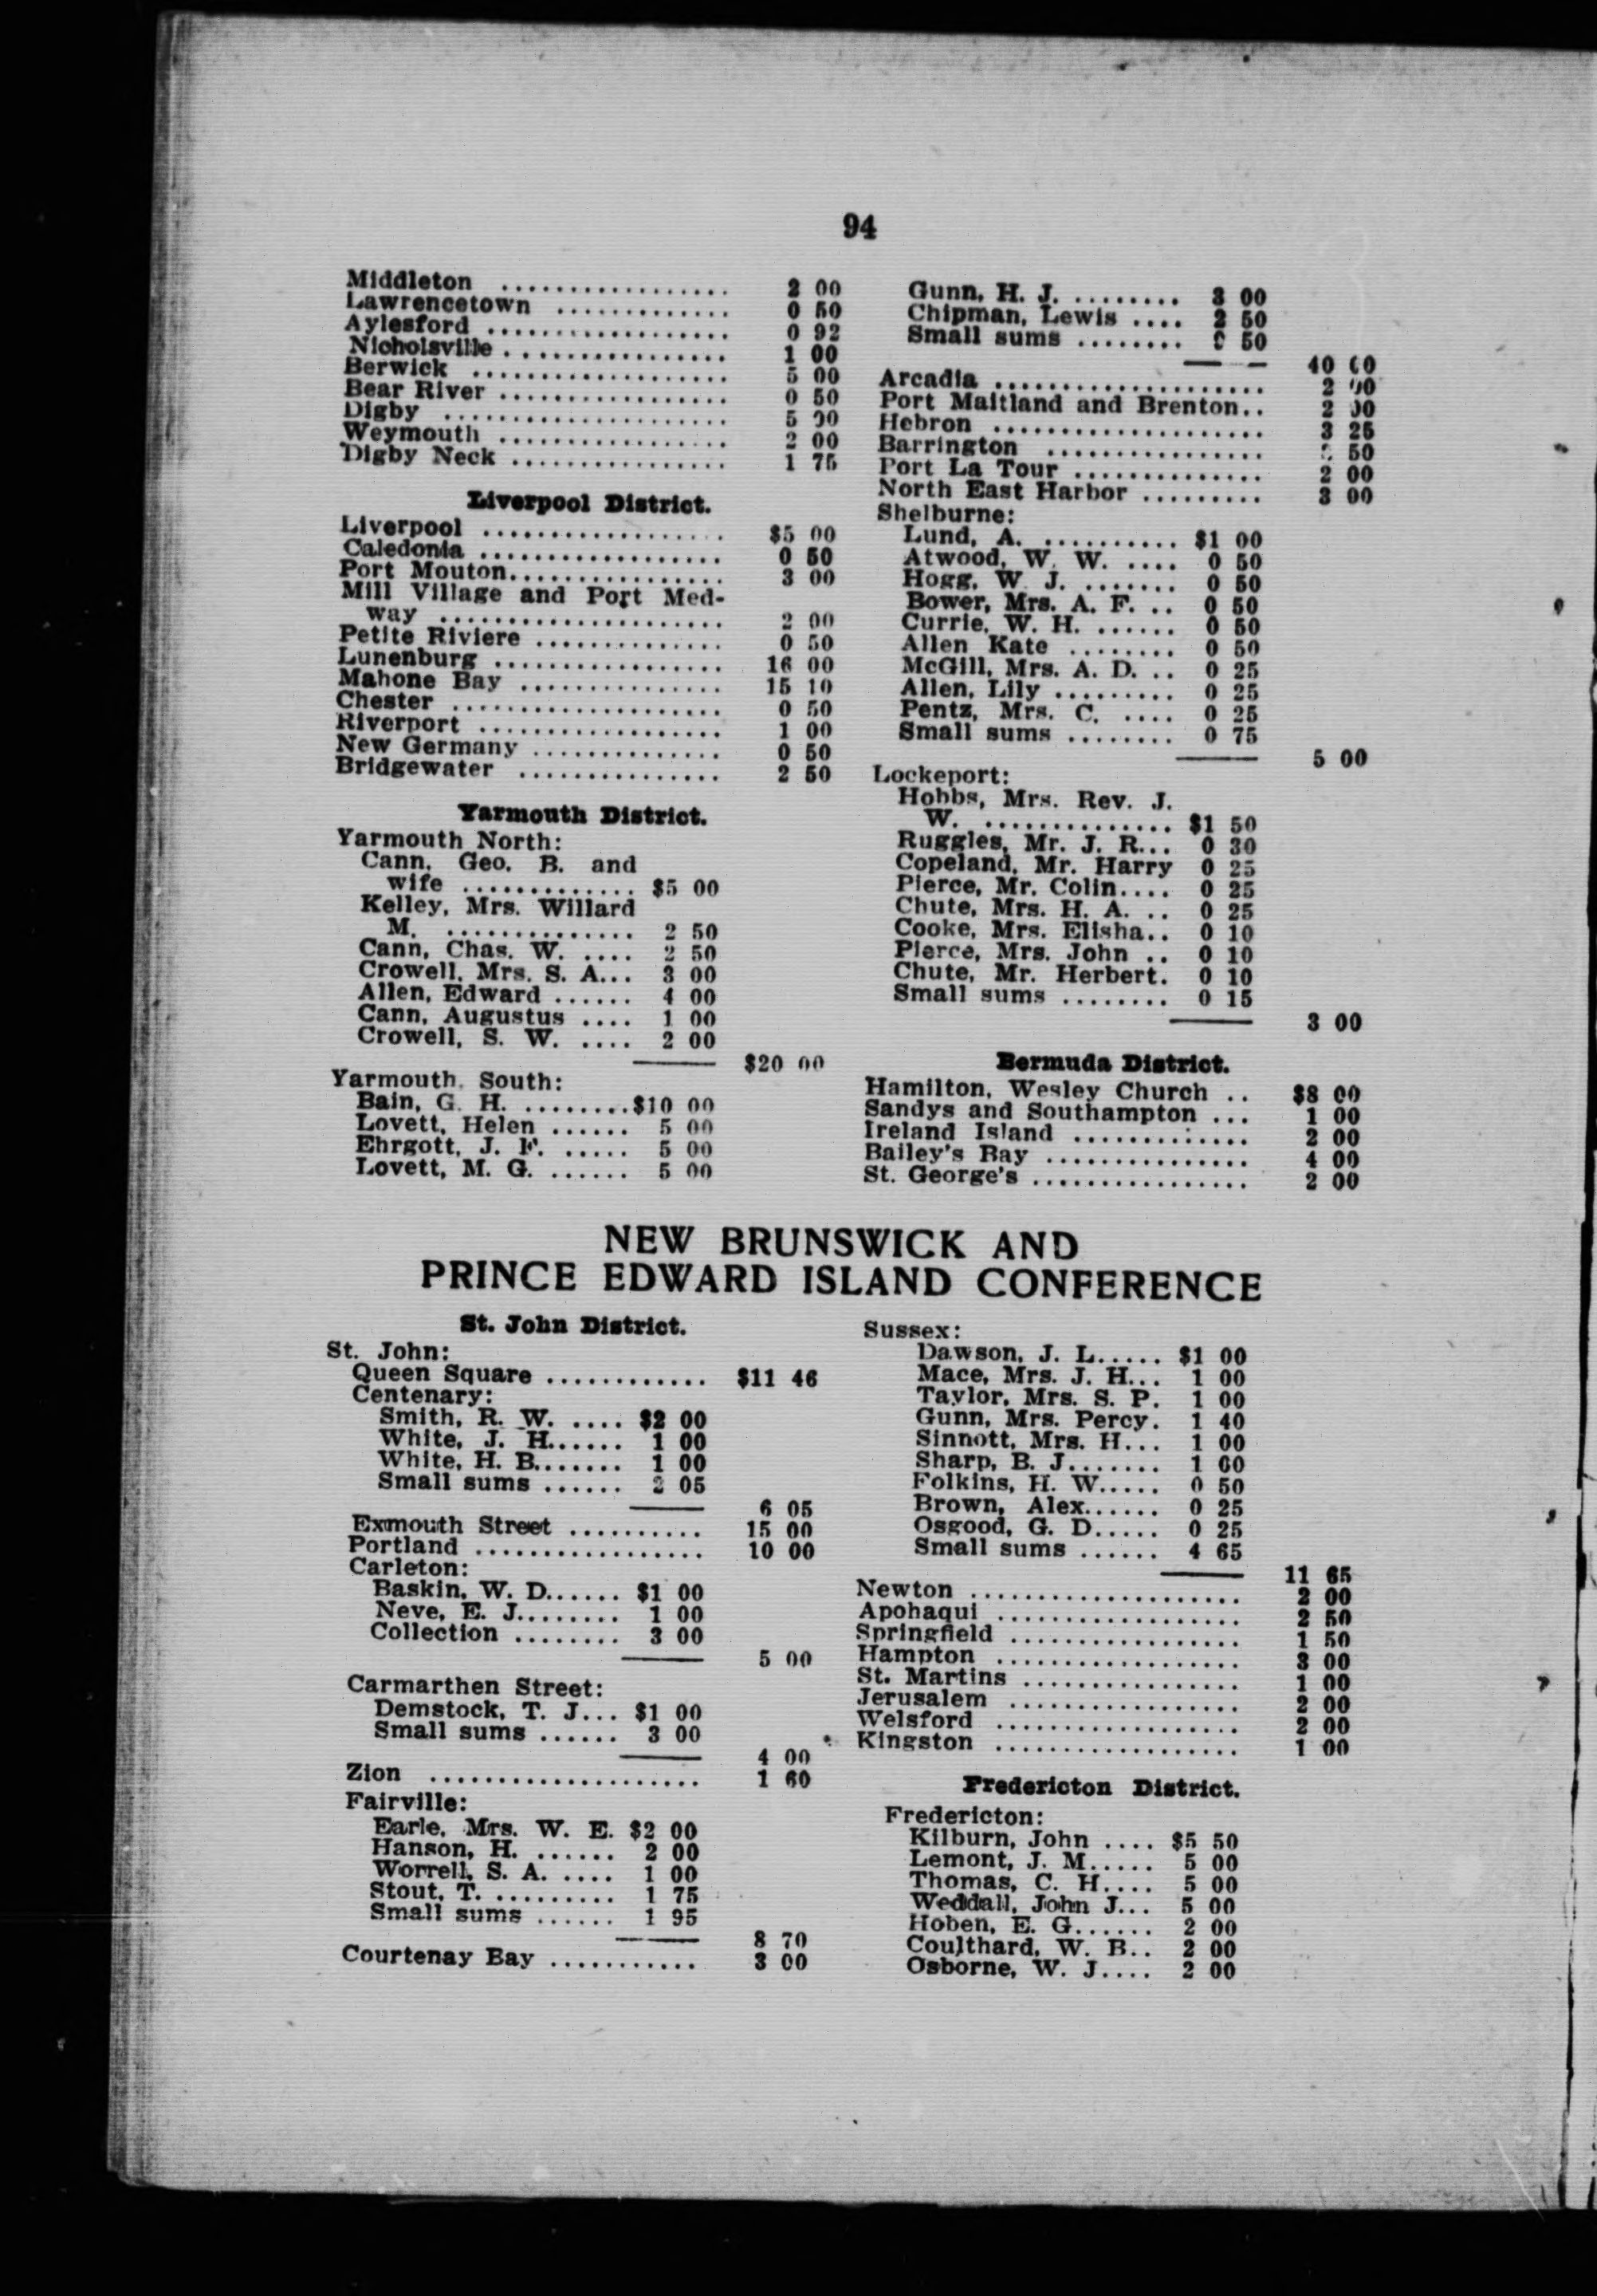 94
Middleton ................. 2 00
Lawrencetown ............. 0 50
Aylesford .................. 0 92
Nicholsville ................. 1 00
Berwick ................... 5 00
Bear River ................. 0 50
Digby ..................... 5 00
Weymouth ................. 2 00
Digby Neck ................ 1 75
Liverpool District.
Liverpool .................. $5 00
Caledonia .................. 0 50
Port Mouton................ 3 00
Mill Village and Port Med-
way ..................... 2 00
Petite Riviere .............. 0 50
Lunenburg ................. 16 00
Mahone Bay ............... 15 10
Chester .................... 0 50
Riverport .................. 1 00
New Germany .............. 0 50
Bridgewater ............... 2 50
Yarmouth District.
Yarmouth North:
Cann, Geo. B. and
wife ............. $5 00
Kelley, Mrs. Willard
M. .............. 2 50
Cann, Chas. W. .... 2 50
Crowell, Mrs. S. A... 3 00
Allen, Edward ...... 4 00
Cann, Augustus .... 1 00
Crowell, S. W. .... 2 00
$20 00
Yarmouth South:
Bain, G. H. ........$10 00
Lovett, Helen ...... 5 00
Ehrgott, J. F. ..... 5 00
Lovett, M. G. ...... 5 00
Gunn, H. J. ........ 3 00
Chipman, Lewis .... 2 50
Small sums ........ 50
40 00
Arcadia .................... 2 00
Port Maitland and Brenton.. 2 00
Hebron .................... 3 25
Barrington ................ 50
Port La Tour .............. 2 00
North East Harbor ......... 3 00
Shelburne:
Lund, A. .......... $1 00
Atwood, W. W. .... 0 50
Hogg, W. J. ....... 0 50
Bower, Mrs. A. F. .. 0 50
Currie, W. H. ...... 0 50
Allen Kate ........ 0 50
McGill, Mrs. A. D. .. 0 25
Allen, Lily ......... 0 25
Pentz, Mrs. C. .... 0 25
Small sums ........ 0 75
5 00
Lockeport:
Hobbs, Mrs. Rev. J.
W. .............. $1 50
Ruggles, Mr. J. R... 0 30
Copeland, Mr. Harry 0 25
Pierce, Mr. Colin.... 0 25
Chute, Mrs. H. A. .. 0 25
Cooke, Mrs. Elisha.. 0 10
Pierce, Mrs. John .. 0 10
Chute, Mr. Herbert. 0 10
Small sums ........ 0 15
3 00
Bermuda District.
Hamilton, Wesley Church .. $8 00
Sandys and Southampton ... 1 00
Ireland Island ............. 2 00
Bailey's Bay ............... 4 00
St. George's ................ 2 00
NEW BRUNSWICK AND
PRINCE EDWARD ISLAND CONFERENCE
St. John District.
St. John:
Queen Square ............ $11 46
Centenary:
Smith, R. W. .... $2 00
White, J. H...... 1 00
White, H. B....... 1 00
Small sums ...... 2 05
6 05
Exmouth Street .......... 15 00
Portland ................. 10 00
Carleton:
Baskin, W. D...... $1 00
Neve, E. J........ 1 00
Collection ........ 3 00
5 00
Carmarthen Street:
Demstock, T. J... $1 00
Small sums ...... 3 00
4 00
Zion .................... 1 60
Fairville:
Earle, Mrs. W. E. $2 00
Hanson, H. ...... 2 00
Worrell, S. A. .... 1 00
Stout, T. ......... 1 75
Small sums ...... 1 95
8 70
Courtenay Bay ........... 3 00
Sussex:
Dawson, J. L..... $1 00
Mace, Mrs. J. H... 1 00
Taylor, Mrs. S. P. 1 00
Gunn, Mrs. Percy. 1 40
Sinnott, Mrs. H... 1 00
Sharp, B. J....... 1 00
Folkins, H. W..... 0 50
Brown, Alex...... 0 25
Osgood, G. D..... 0 25
Small sums ...... 4 65
11 65
Newton .................... 2 00
Apohaqui .................. 2 50
Springfield ................. 1 50
Hampton .................. 3 00
St. Martins ................ 1 00
Jerusalem ................. 2 00
Welsford .................. 2 00
Kingston .................. 1 00
Fredericton District.
Fredericton:
Kilburn, John .... $5 50
Lemont, J. M..... 5 00
Thomas, C. H.... 5 00
Weddall, John J... 5 00
Hoben, E. G...... 2 00
Coulthard, W. B.. 2 00
Osborne, W. J.... 2 00